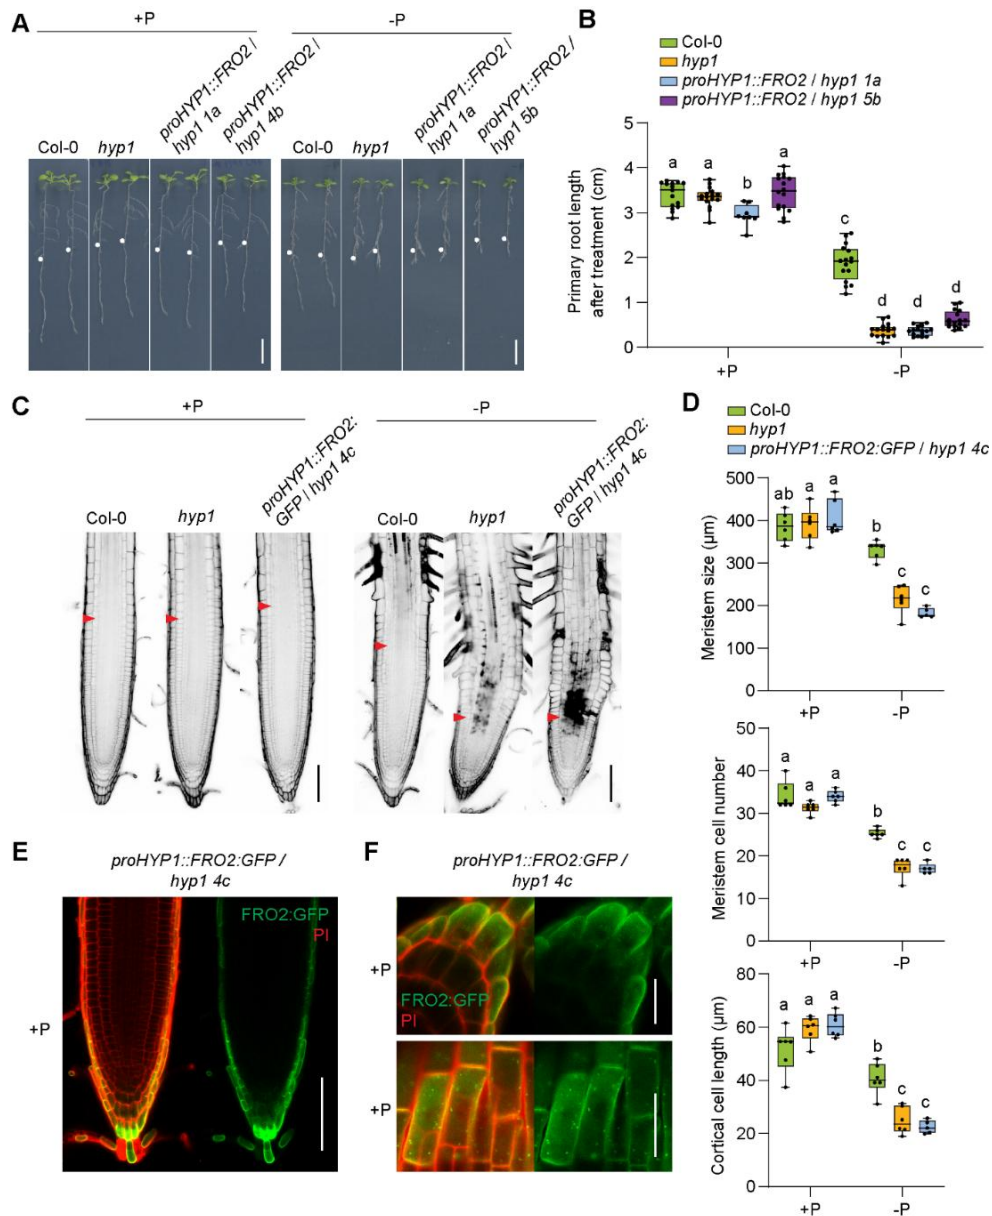 A
+P
-P
Col-0
hyp1
proHYP1::FRO2 /
hyp1 1a
proHYP1::FRO2 /
hyp1 4b
Col-0
hyp1
proHYP1::FRO2 /
hyp1 1a
proHYP1::FRO2 /
hyp1 5b
B
Col-0
hyp1
proHYP1::FRO2 / hyp1 1a
proHYP1::FRO2 / hyp1 5b
Primary root length
after treatment (cm)
5
4
3
2
1
0
a a b a
c d d d
+P -P
C
+P
-P
Col-0
hyp1
proHYP1::FRO2:
GFP / hyp1 4c
Col-0
hyp1
proHYP1::FRO2:
GFP / hyp1 4c
D
Col-0
hyp1
proHYP1::FRO2:GFP / hyp1 4c
Meristem size (µm)
500
400
300
200
100
0
ab a a
b c c
+P -P
Meristem cell number
50
30
10
0
a a a
b c c
+P -P
Cortical cell length (µm)
80
60
40
20
0
a a a
b c c
+P -P
E
proHYP1::FRO2:GFP /
hyp1 4c
FRO2:GFP
PI
+P
F
proHYP1::FRO2:GFP /
hyp1 4c
+P
FRO2:GFP
PI
+P